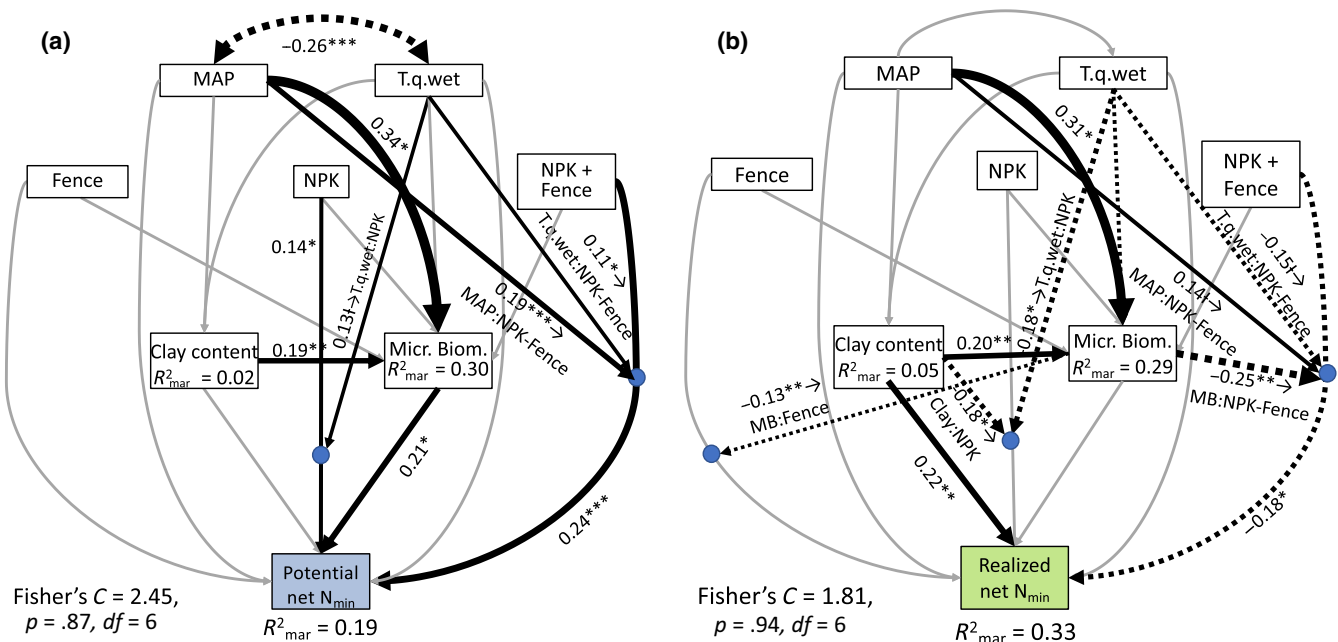 (a)
−0.26***
MAP
T.q.wet
0.34*
Fence
NPK
NPK +
Fence
0.14*
0.13ƚ→T.q.wet:NPK
0.11*→
T.q.wet:NPK-Fence
0.19***→
MAP:NPK-Fence
Clay content
R²mar = 0.02
0.19**
Micr. Biom.
R²mar = 0.30
0.21*
0.24***
Potential
net Nmin
Fisher’s C = 2.45,
p = .87, df = 6
R²mar = 0.19
(b)
MAP
T.q.wet
0.31*
Fence
NPK
NPK +
Fence
−0.18*→T.q.wet:NPK
−0.15ƚ→
T.q.wet:NPK-Fence
0.14ƚ→
MAP:NPK-Fence
Clay content
R²mar = 0.05
0.20**
Micr. Biom.
R²mar = 0.29
−0.25**→
MB:NPK-Fence
−0.13**→
MB:Fence
−0.18*→
Clay:NPK
0.22**
−0.18*
Realized
net Nmin
Fisher’s C = 1.81,
p = .94, df = 6
R²mar = 0.33